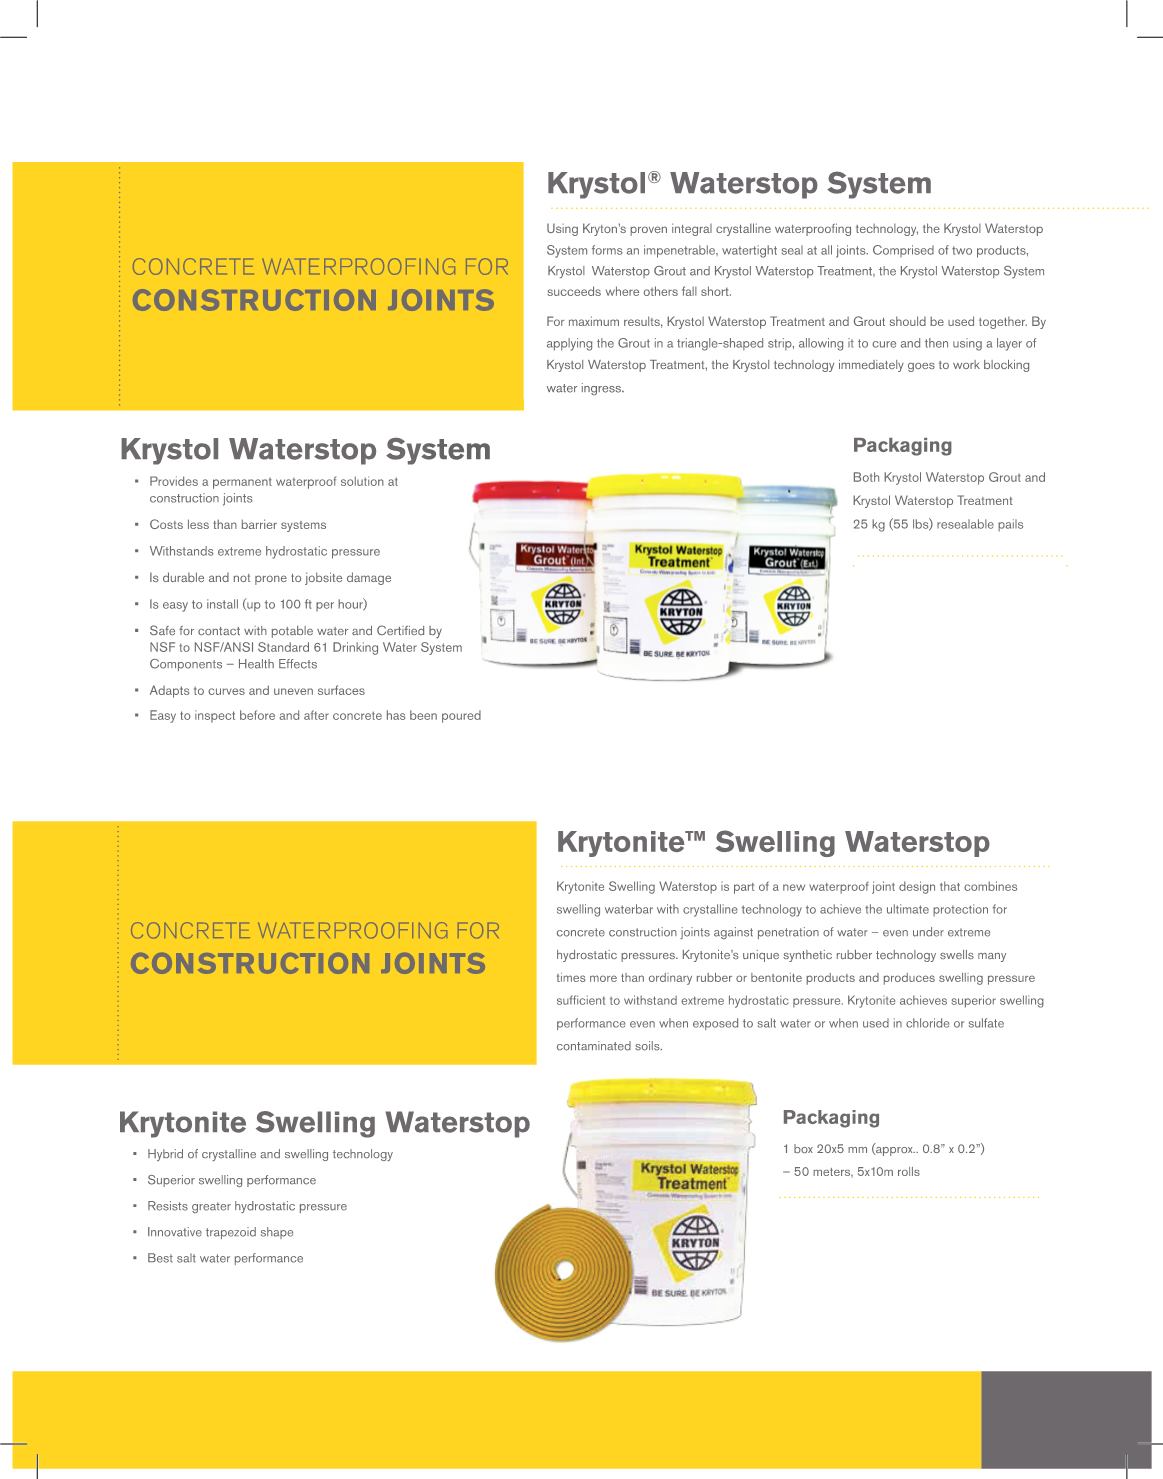 CONCRETE WATERPROOFING FOR
CONSTRUCTION JOINTS
Krystol® Waterstop System
Using Kryton's proven integral crystalline waterproofing technology, the Krystol Waterstop
System forms an impenetrable, watertight seal at all joints. Comprised of two products,
Krystol Waterstop Grout and Krystol Waterstop Treatment, the Krystol Waterstop System
succeeds where others fall short.
For maximum results, Krystol Waterstop Treatment and Grout should be used together. By
applying the Grout in a triangle-shaped strip, allowing it to cure and then using a layer of
Krystol Waterstop Treatment, the Krystol technology immediately goes to work blocking
water ingress.
Krystol Waterstop System
▪ Provides a permanent waterproof solution at
construction joints
▪ Costs less than barrier systems
▪ Withstands extreme hydrostatic pressure
▪ Is durable and not prone to jobsite damage
▪ Is easy to install (up to 100 ft per hour)
▪ Safe for contact with potable water and Certified by
NSF to NSF/ANSI Standard 61 Drinking Water System
Components – Health Effects
▪ Adapts to curves and uneven surfaces
▪ Easy to inspect before and after concrete has been poured
Krystol Watersto
Grout (Int.)
KRYTON
BE SURE. BE KRYTON
Krystol Waterstop
Treatment
KRYTON
BE SURE. BE KRYTON.
Krystol Waterstop
Grout (Ext.)
KRYTON
BE SURE. BE KRYTON
Packaging
Both Krystol Waterstop Grout and
Krystol Waterstop Treatment
25 kg (55 lbs) resealable pails
CONCRETE WATERPROOFING FOR
CONSTRUCTION JOINTS
Krytonite™ Swelling Waterstop
Krytonite Swelling Waterstop is part of a new waterproof joint design that combines
swelling waterbar with crystalline technology to achieve the ultimate protection for
concrete construction joints against penetration of water – even under extreme
hydrostatic pressures. Krytonite's unique synthetic rubber technology swells many
times more than ordinary rubber or bentonite products and produces swelling pressure
sufficient to withstand extreme hydrostatic pressure. Krytonite achieves superior swelling
performance even when exposed to salt water or when used in chloride or sulfate
contaminated soils.
Krytonite Swelling Waterstop
▪ Hybrid of crystalline and swelling technology
▪ Superior swelling performance
▪ Resists greater hydrostatic pressure
▪ Innovative trapezoid shape
▪ Best salt water performance
Krystol Waterstop
Treatment
KRYTON
BE SURE. BE KRYTON.
Packaging
1 box 20x5 mm (approx.. 0.8” x 0.2”)
– 50 meters, 5x10m rolls